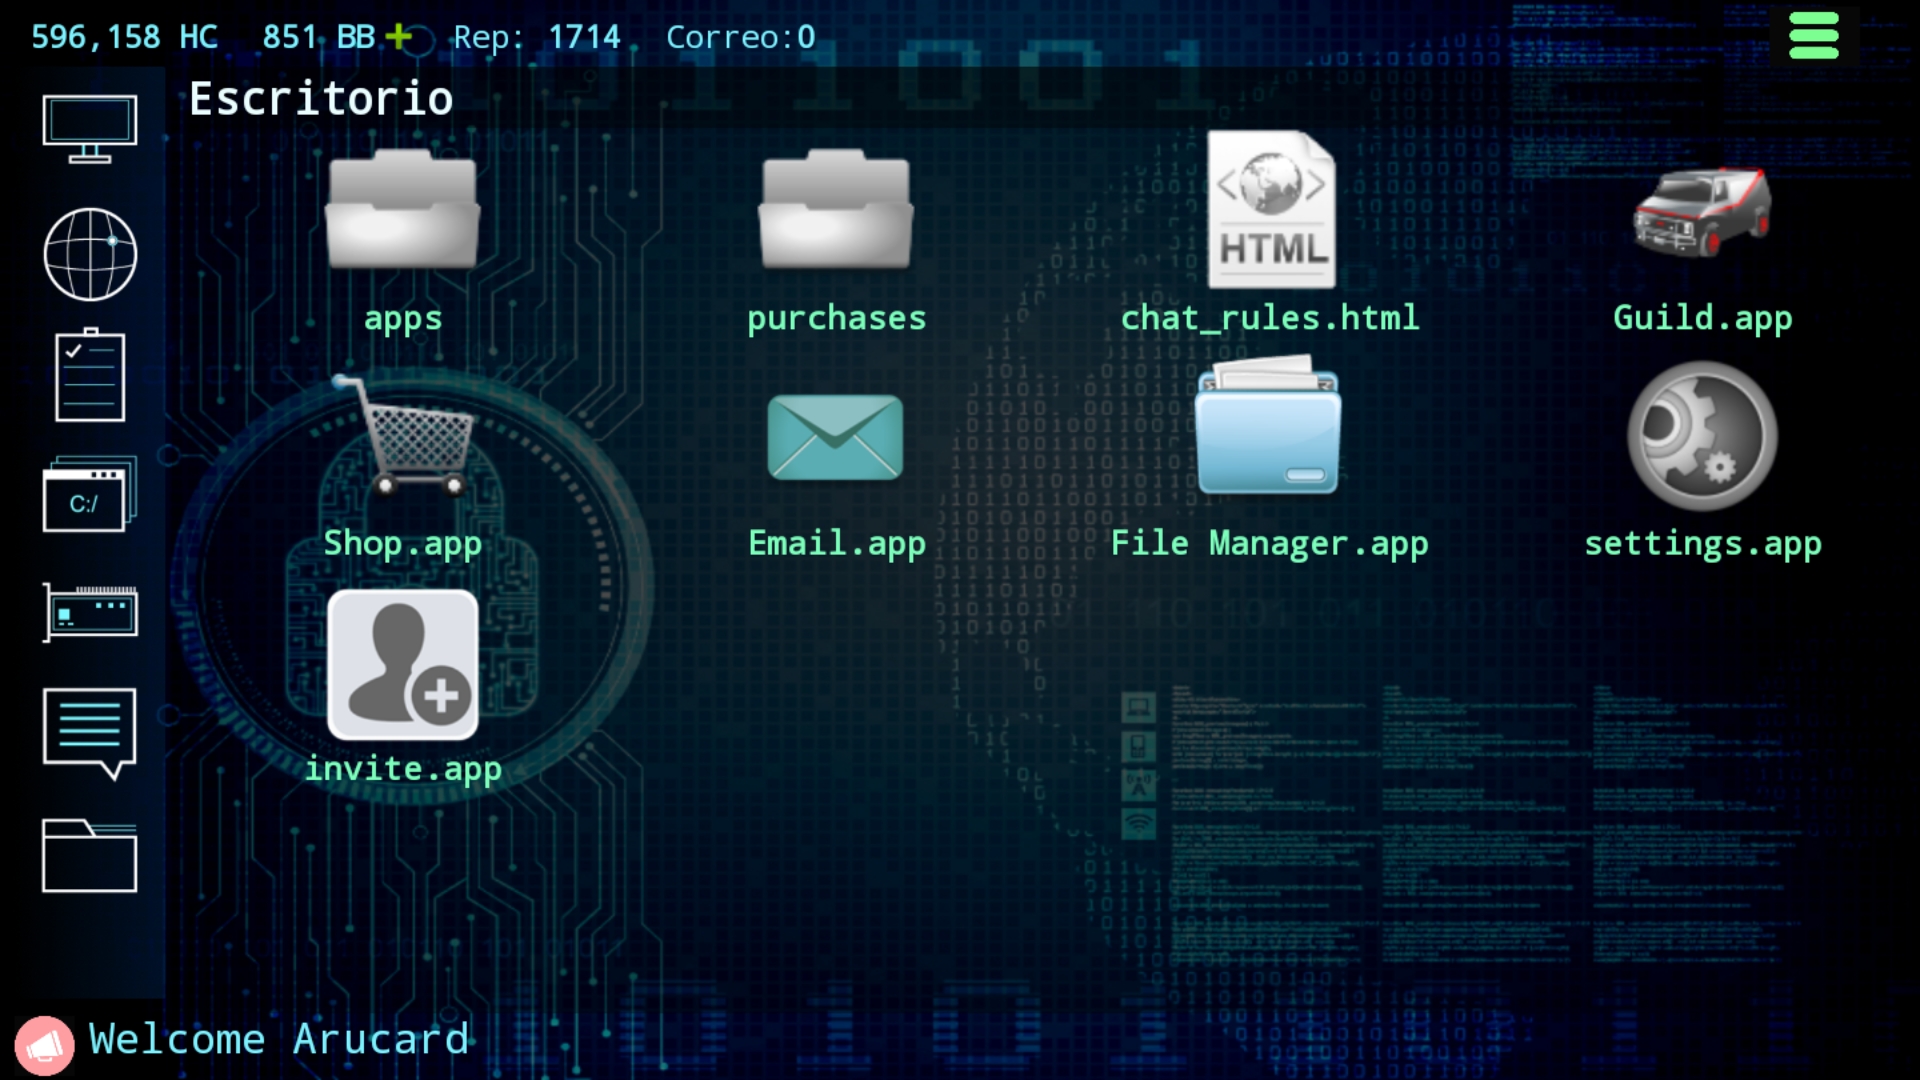 596,158 HC 851 BB Rep: 1714 Correo:0
Escritorio
HTML
apps purchases chat_rules.html Guild.app
C:/
Shop.app Email.app File Manager.app settings.app
invite.app
Welcome Arucard